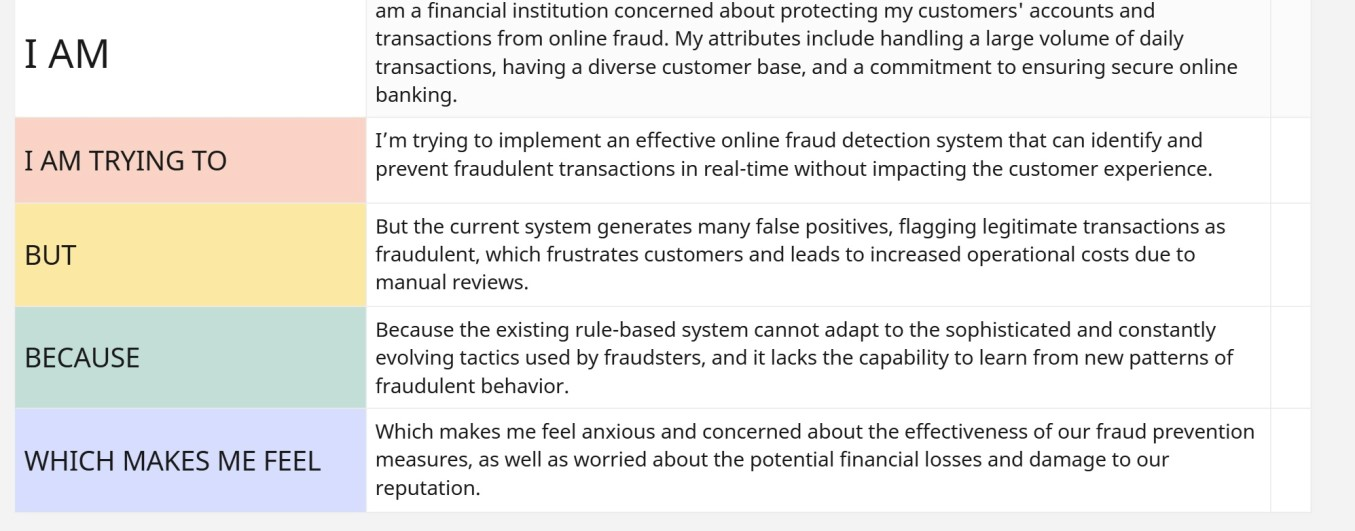 I AM
am a financial institution concerned about protecting my customers' accounts and
transactions from online fraud. My attributes include handling a large volume of daily
transactions, having a diverse customer base, and a commitment to ensuring secure online
banking.
I AM TRYING TO
I’m trying to implement an effective online fraud detection system that can identify and
prevent fraudulent transactions in real-time without impacting the customer experience.
BUT
But the current system generates many false positives, flagging legitimate transactions as
fraudulent, which frustrates customers and leads to increased operational costs due to
manual reviews.
BECAUSE
Because the existing rule-based system cannot adapt to the sophisticated and constantly
evolving tactics used by fraudsters, and it lacks the capability to learn from new patterns of
fraudulent behavior.
WHICH MAKES ME FEEL
Which makes me feel anxious and concerned about the effectiveness of our fraud prevention
measures, as well as worried about the potential financial losses and damage to our
reputation.